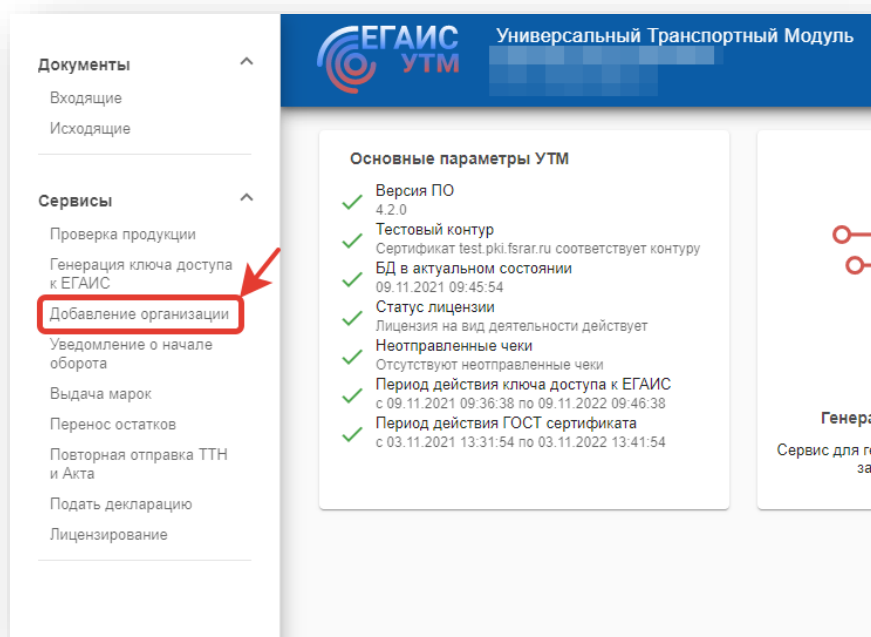 Документы
Входящие
Исходящие
Сервисы
Проверка продукции
Генерация ключа доступа
к ЕГАИС
Добавление организации
Уведомление о начале
оборота
Выдача марок
Перенос остатков
Повторная отправка ТТН
и Акта
Подать декларацию
Лицензирование
ЕГАИС
УТМ
Универсальный Транспортный Модуль
Основные параметры УТМ
Версия ПО
4.2.0
Тестовый контур
Сертификат test.pki.fsrar.ru соответствует контуру
БД в актуальном состоянии
09.11.2021 09:45:54
Статус лицензии
Лицензия на вид деятельности действует
Неотправленные чеки
Отсутствуют неотправленные чеки
Период действия ключа доступа к ЕГАИС
с 09.11.2021 09:36:38 по 09.11.2022 09:46:38
Период действия ГОСТ сертификата
с 03.11.2021 13:31:54 по 03.11.2022 13:41:54
Генера
Сервис для г
за